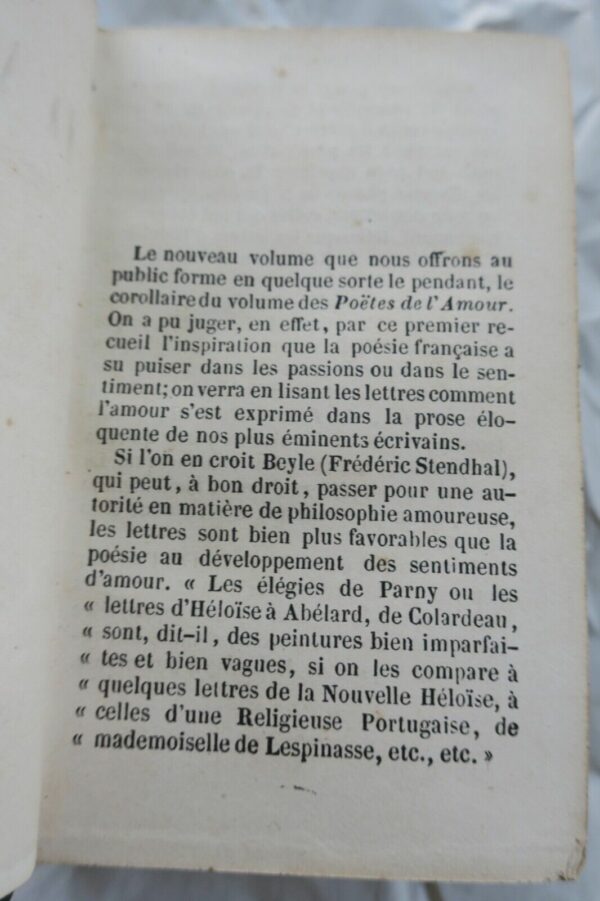 Le nouveau volume que nous offrons au
public forme en quelque sorte le pendant, le
corollaire du volume des Poëtes de l'Amour.
On a pu juger, en effet, par ce premier re-
cueil l'inspiration que la poésie française a
su puiser dans les passions ou dans le sen-
timent; on verra en lisant les lettres comment
l'amour s'est exprimé dans la prose élo-
quente de nos plus éminents écrivains.
Si l'on en croit Beyle (Frédéric Stendhal),
qui peut, à bon droit, passer pour une au-
torité en matière de philosophie amoureuse,
les lettres sont bien plus favorables que la
poésie au développement des sentiments
d'amour. « Les élégies de Parny ou les
« lettres d'Héloïse à Abélard, de Colardeau,
« sont, dit-il, des peintures bien imparfai-
« tes et bien vagues, si on les compare à
« quelques lettres de la Nouvelle Héloïse, à
« celles d'une Religieuse Portugaise, de
« mademoiselle de Lespinasse, etc., etc. »